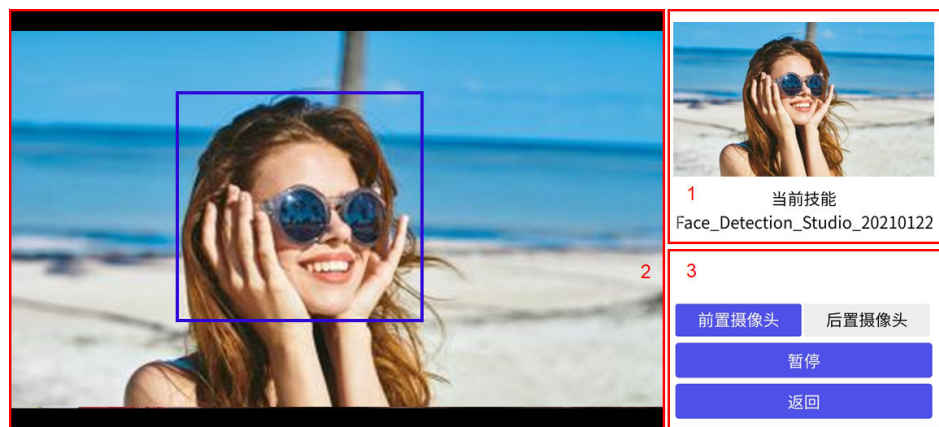 1
当前技能
Face_Detection_Studio_20210122
2
3
前置摄像头
后置摄像头
暂停
返回